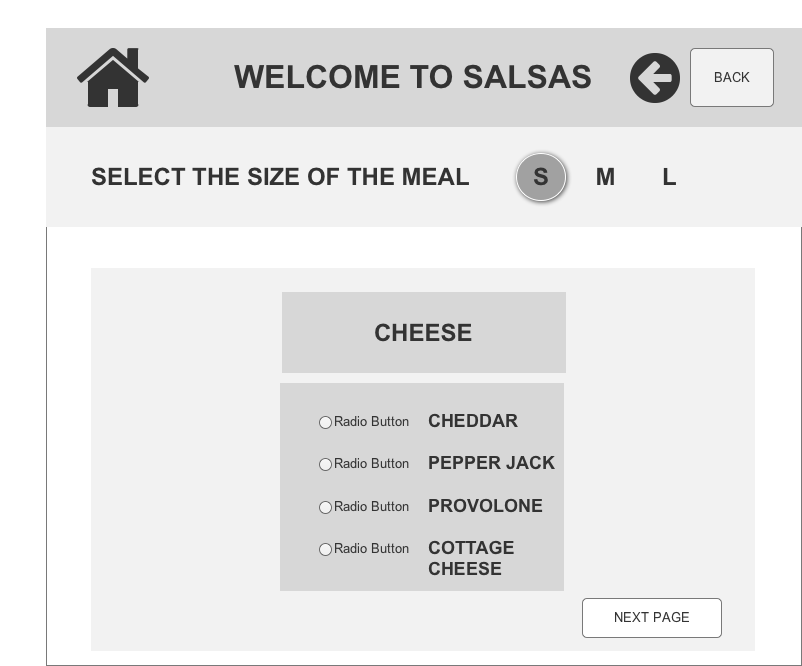 WELCOME TO SALSAS
BACK
SELECT THE SIZE OF THE MEAL S M L
CHEESE
Radio Button CHEDDAR
Radio Button PEPPER JACK
Radio Button PROVOLONE
Radio Button COTTAGE
CHEESE
NEXT PAGE